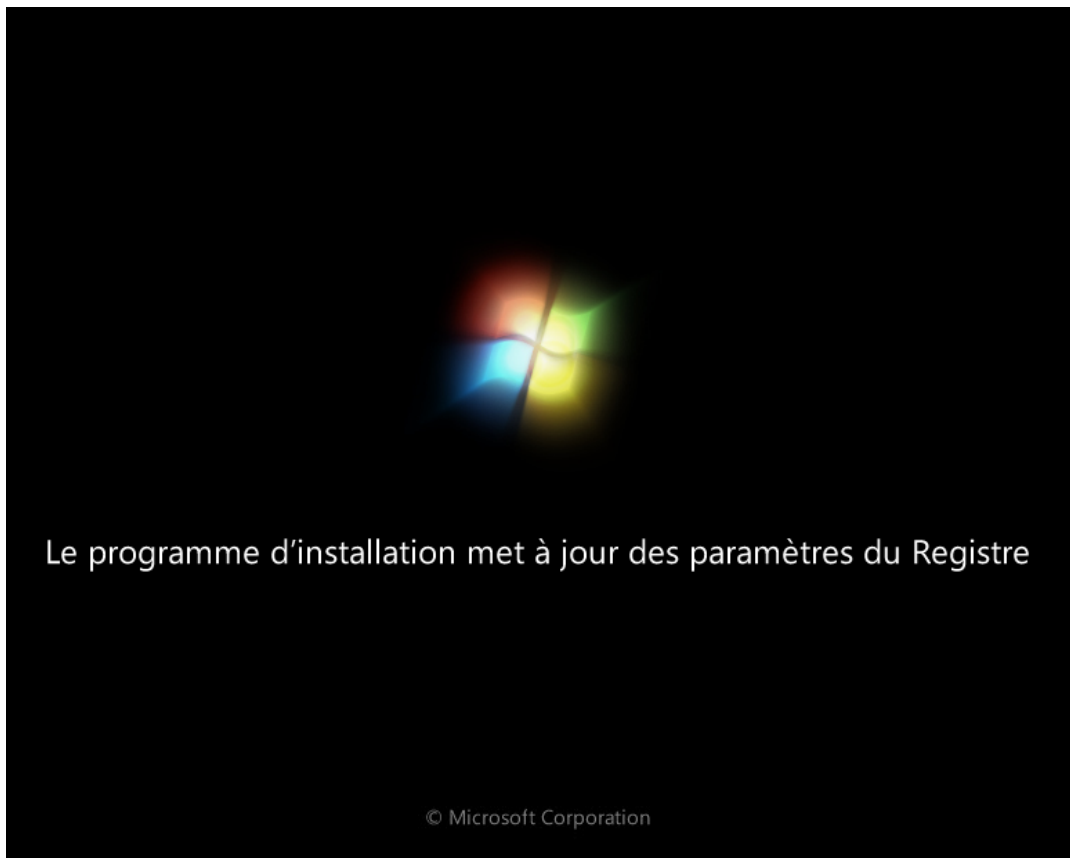 Le programme d’installation met à jour des paramètres du Registre
© Microsoft Corporation